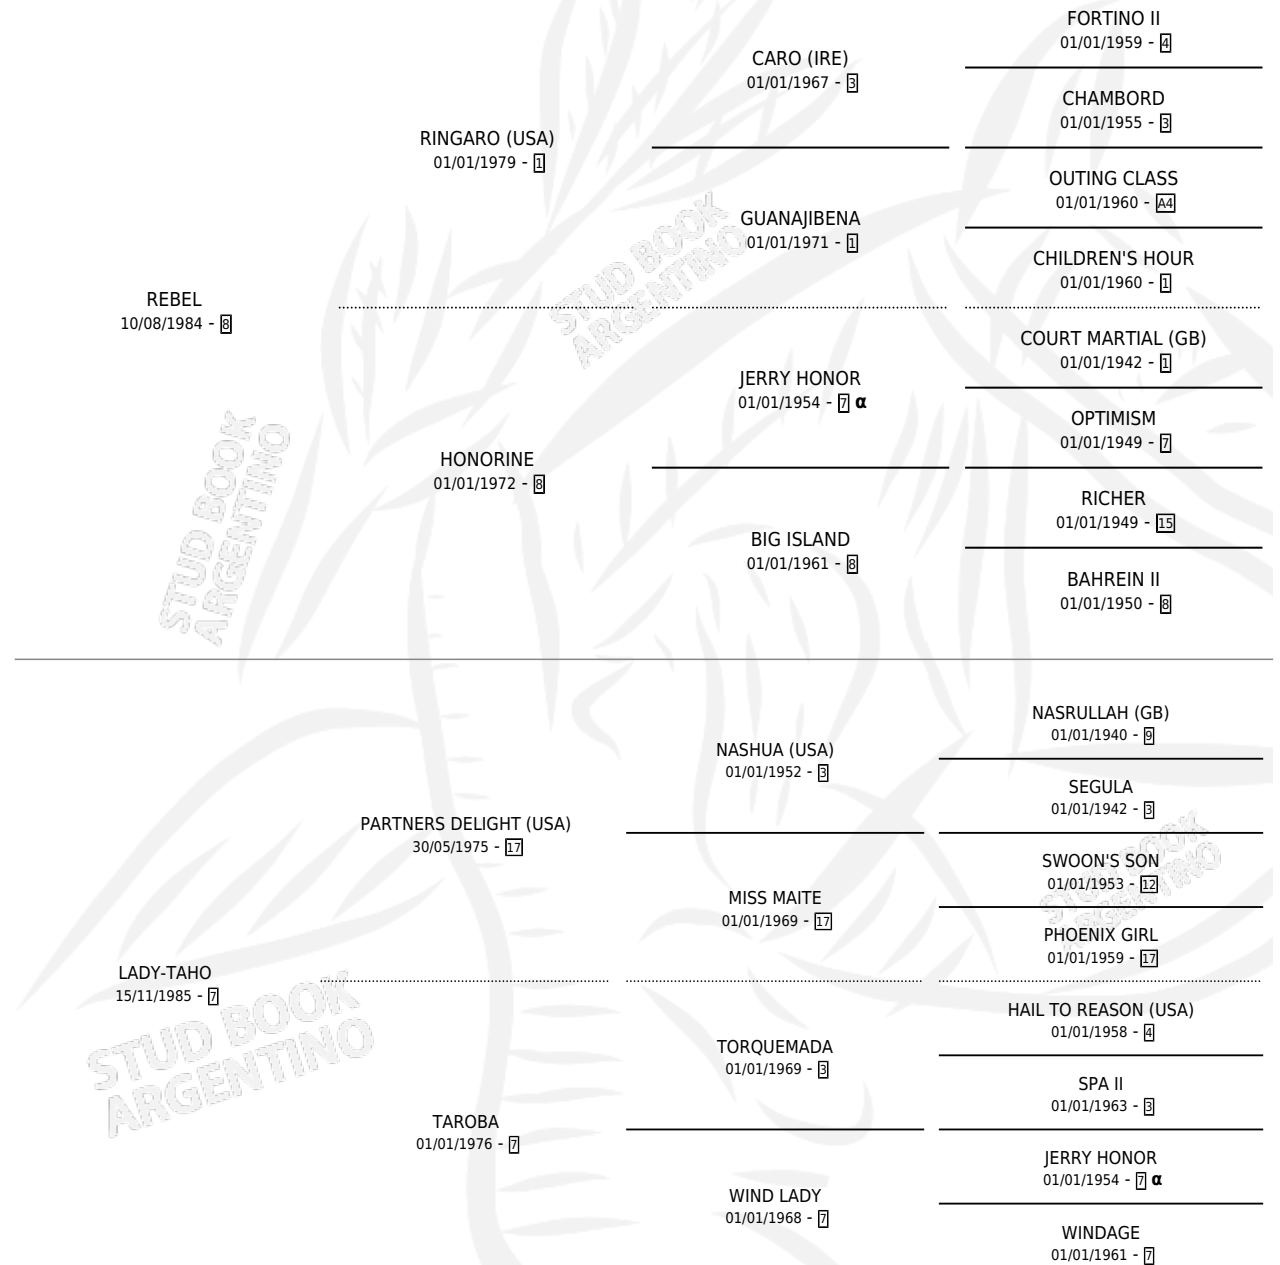 FORTINO II
01/01/1959 - 4
CARO (IRE)
01/01/1967 - 3
CHAMBORD
01/01/1955 - 3
RINGARO (USA)
01/01/1979 - 1
OUTING CLASS
01/01/1960 - A4
GUANAJIBENA
01/01/1971 - 1
CHILDREN'S HOUR
01/01/1960 - 1
STUD BOOK
ARGENTINO
REBEL
10/08/1984 - 8
COURT MARTIAL (GB)
01/01/1942 - 1
JERRY HONOR
01/01/1954 - 7 α
OPTIMISM
01/01/1949 - 7
HONORINE
01/01/1972 - 8
RICHER
01/01/1949 - 15
BIG ISLAND
01/01/1961 - 8
BAHREIN II
01/01/1950 - 8
STUD BOOK
ARGENTINO
NASRULLAH (GB)
01/01/1940 - 9
NASHUA (USA)
01/01/1952 - 3
SEGULA
01/01/1942 - 3
PARTNERS DELIGHT (USA)
30/05/1975 - 17
SWOON'S SON
01/01/1953 - 12
STUD BOOK
ARGENTINO
MISS MAITE
01/01/1969 - 17
PHOENIX GIRL
01/01/1959 - 17
LADY-TAHO
15/11/1985 - 7
STUD BOOK
ARGENTINO
HAIL TO REASON (USA)
01/01/1958 - 4
TORQUEMADA
01/01/1969 - 3
SPA II
01/01/1963 - 3
TAROBA
01/01/1976 - 7
JERRY HONOR
01/01/1954 - 7 α
WIND LADY
01/01/1968 - 7
WINDAGE
01/01/1961 - 7